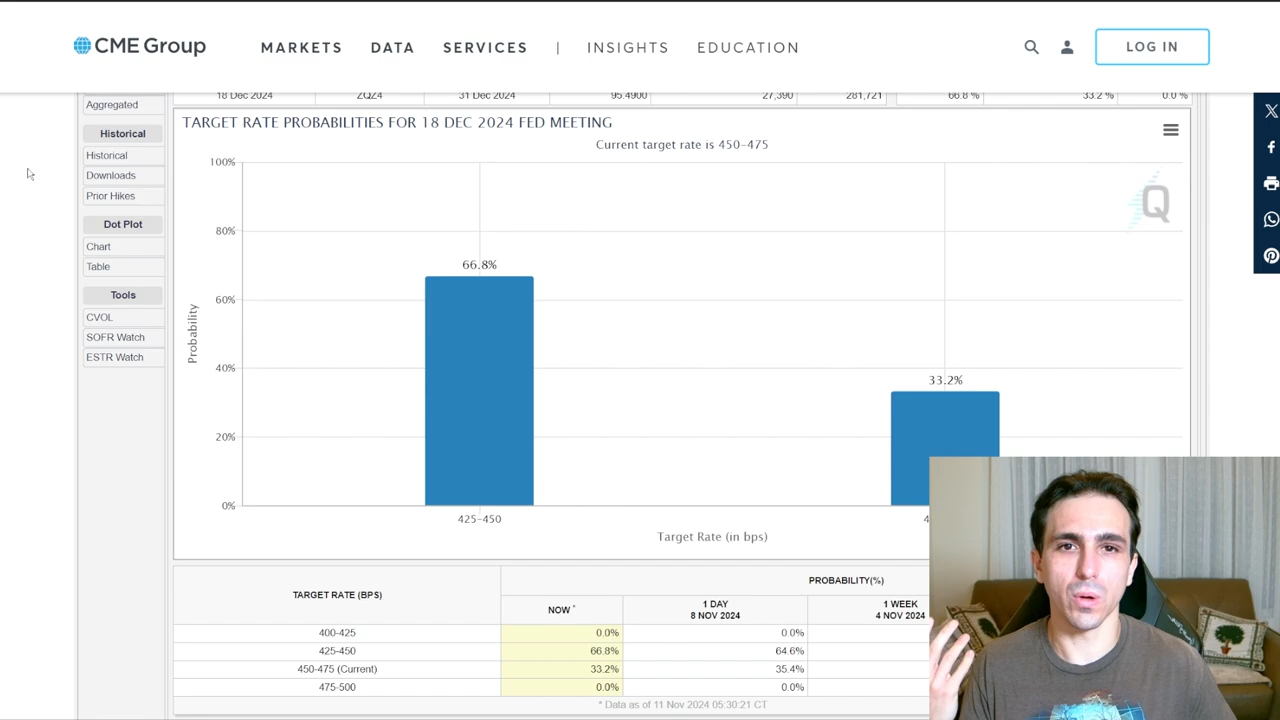 CME Group
MARKETS DATA SERVICES | INSIGHTS EDUCATION
LOG IN
Aggregated
Historical
Historical
Downloads
Prior Hikes
Dot Plot
Chart
Table
Tools
CVOL
SOFR Watch
ESTR Watch
18 Dec 2024 ZQZ4 31 Dec 2024 95.4900 27,390 281,721 66.8 % 33.2 % 0.0 %
TARGET RATE PROBABILITIES FOR 18 DEC 2024 FED MEETING
Current target rate is 450-475
Q
100%
80%
60%
40%
20%
0%
Probability
66.8%
33.2%
425-450
Target Rate (in bps)
TARGET RATE (BPS) PROBABILITY(%)
NOW * 1 DAY 8 NOV 2024 1 WEEK 4 NOV 2024
400-425 0.0% 0.0%
425-450 66.8% 64.6%
450-475 (Current) 33.2% 35.4%
475-500 0.0% 0.0%
* Data as of 11 Nov 2024 05:30:21 CT